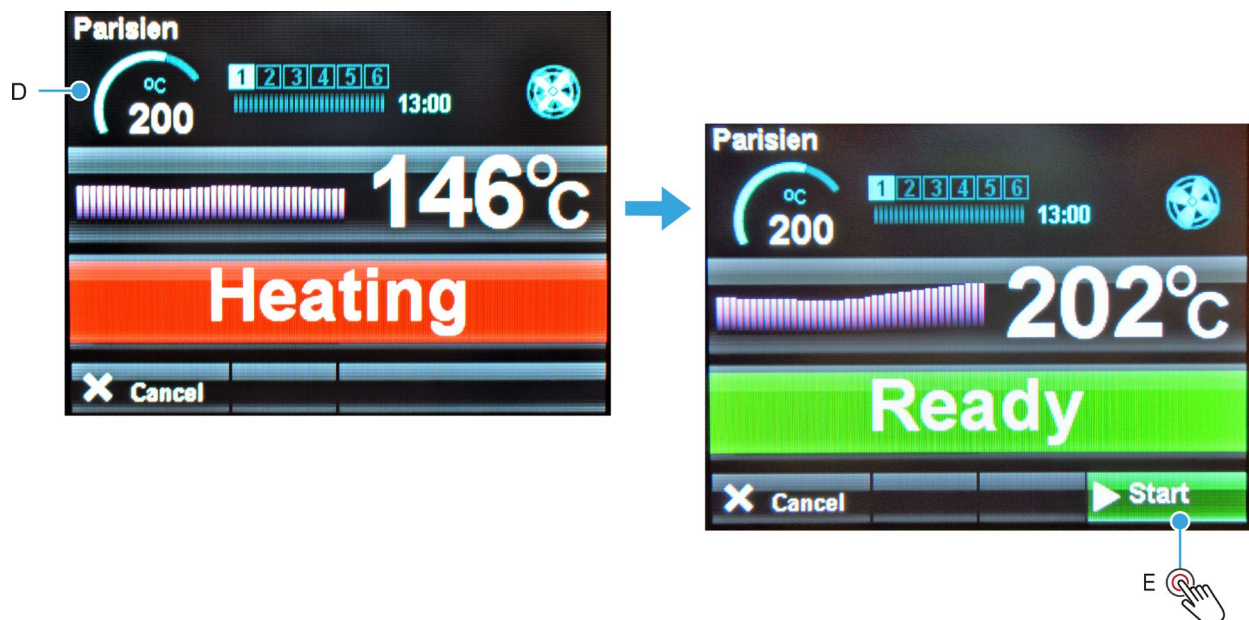 Parisien
D
°C
200
1 2 3 4 5 6
13:00
146°C
Heating
Cancel
Parisien
°C
200
1 2 3 4 5 6
13:00
202°C
Ready
Cancel
Start
E